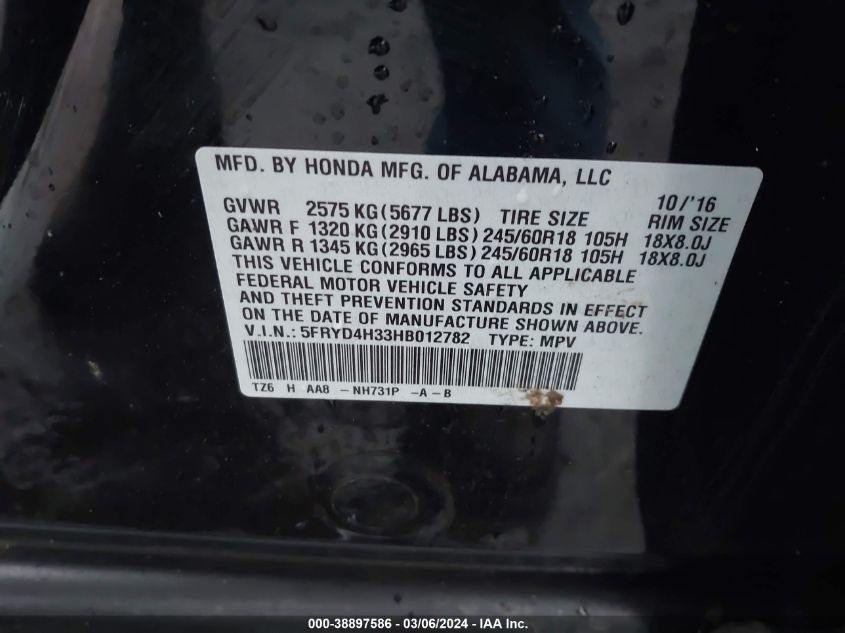 MFD. BY HONDA MFG. OF ALABAMA, LLC
10/'16
GVWR 2575 KG(5677 LBS) TIRE SIZE RIM SIZE
GAWR F 1320 KG(2910 LBS) 245/60R18 105H 18X8.0J
GAWR R 1345 KG(2965 LBS) 245/60R18 105H 18X8.0J
THIS VEHICLE CONFORMS TO ALL APPLICABLE
FEDERAL MOTOR VEHICLE SAFETY
AND THEFT PREVENTION STANDARDS IN EFFECT
ON THE DATE OF MANUFACTURE SHOWN ABOVE.
V.I.N.: 5FRYD4H33HB012782 TYPE: MPV
TZ6 H AA8 -NH731P -A-B
000-38897586 - 03/06/2024 - IAA Inc.